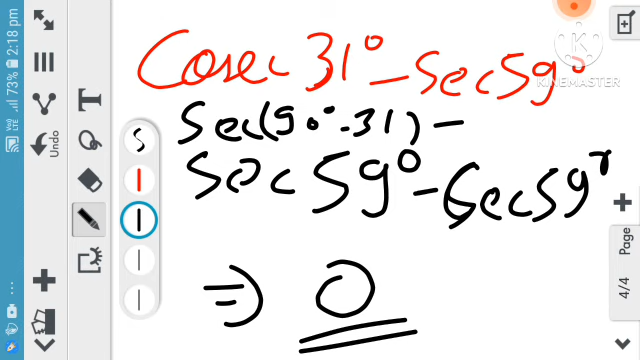 2:18 pm
73%
Undo
T
Cosec 31° - Sec 59°
K
KINEMASTER
Sec(90° - 31) -
Sec 59° - Sec 59°
⇒ 0
Page
4/4